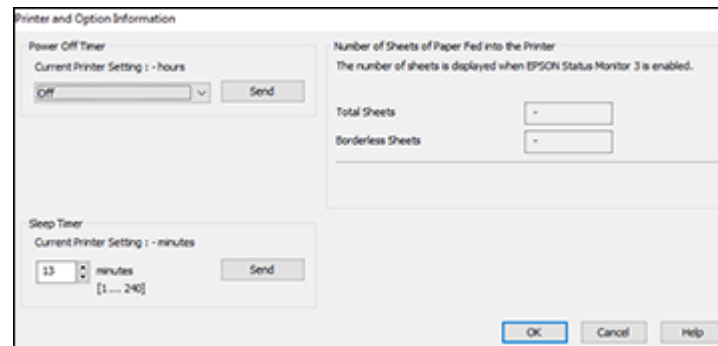 Printer and Option Information
Power Off Timer
Current Printer Setting : - hours
Off
Send
Number of Sheets of Paper Fed into the Printer
The number of sheets is displayed when EPSON Status Monitor 3 is enabled.
Total Sheets
-
Borderless Sheets
-
Sleep Timer
Current Printer Setting : - minutes
13
minutes
Send
[1 .... 240]
OK
Cancel
Help